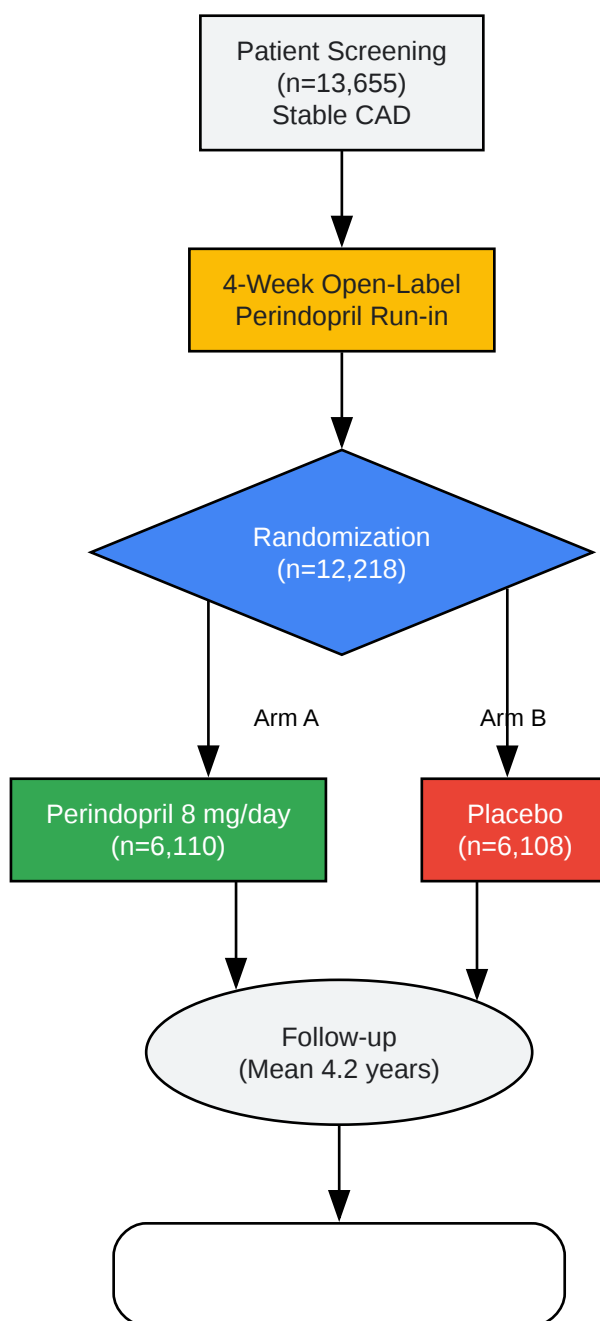 Patient Screening
(n=13,655)
Stable CAD
4-Week Open-Label
Perindopril Run-in
Randomization
(n=12,218)
Arm A
Arm B
Perindopril 8 mg/day
(n=6,110)
Placebo
(n=6,108)
Follow-up
(Mean 4.2 years)